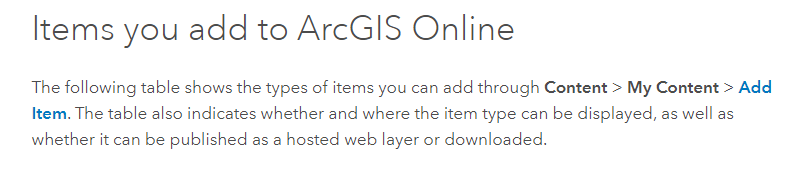 Items you add to ArcGIS Online
The following table shows the types of items you can add through Content > My Content > Add
Item. The table also indicates whether and where the item type can be displayed, as well as
whether it can be published as a hosted web layer or downloaded.